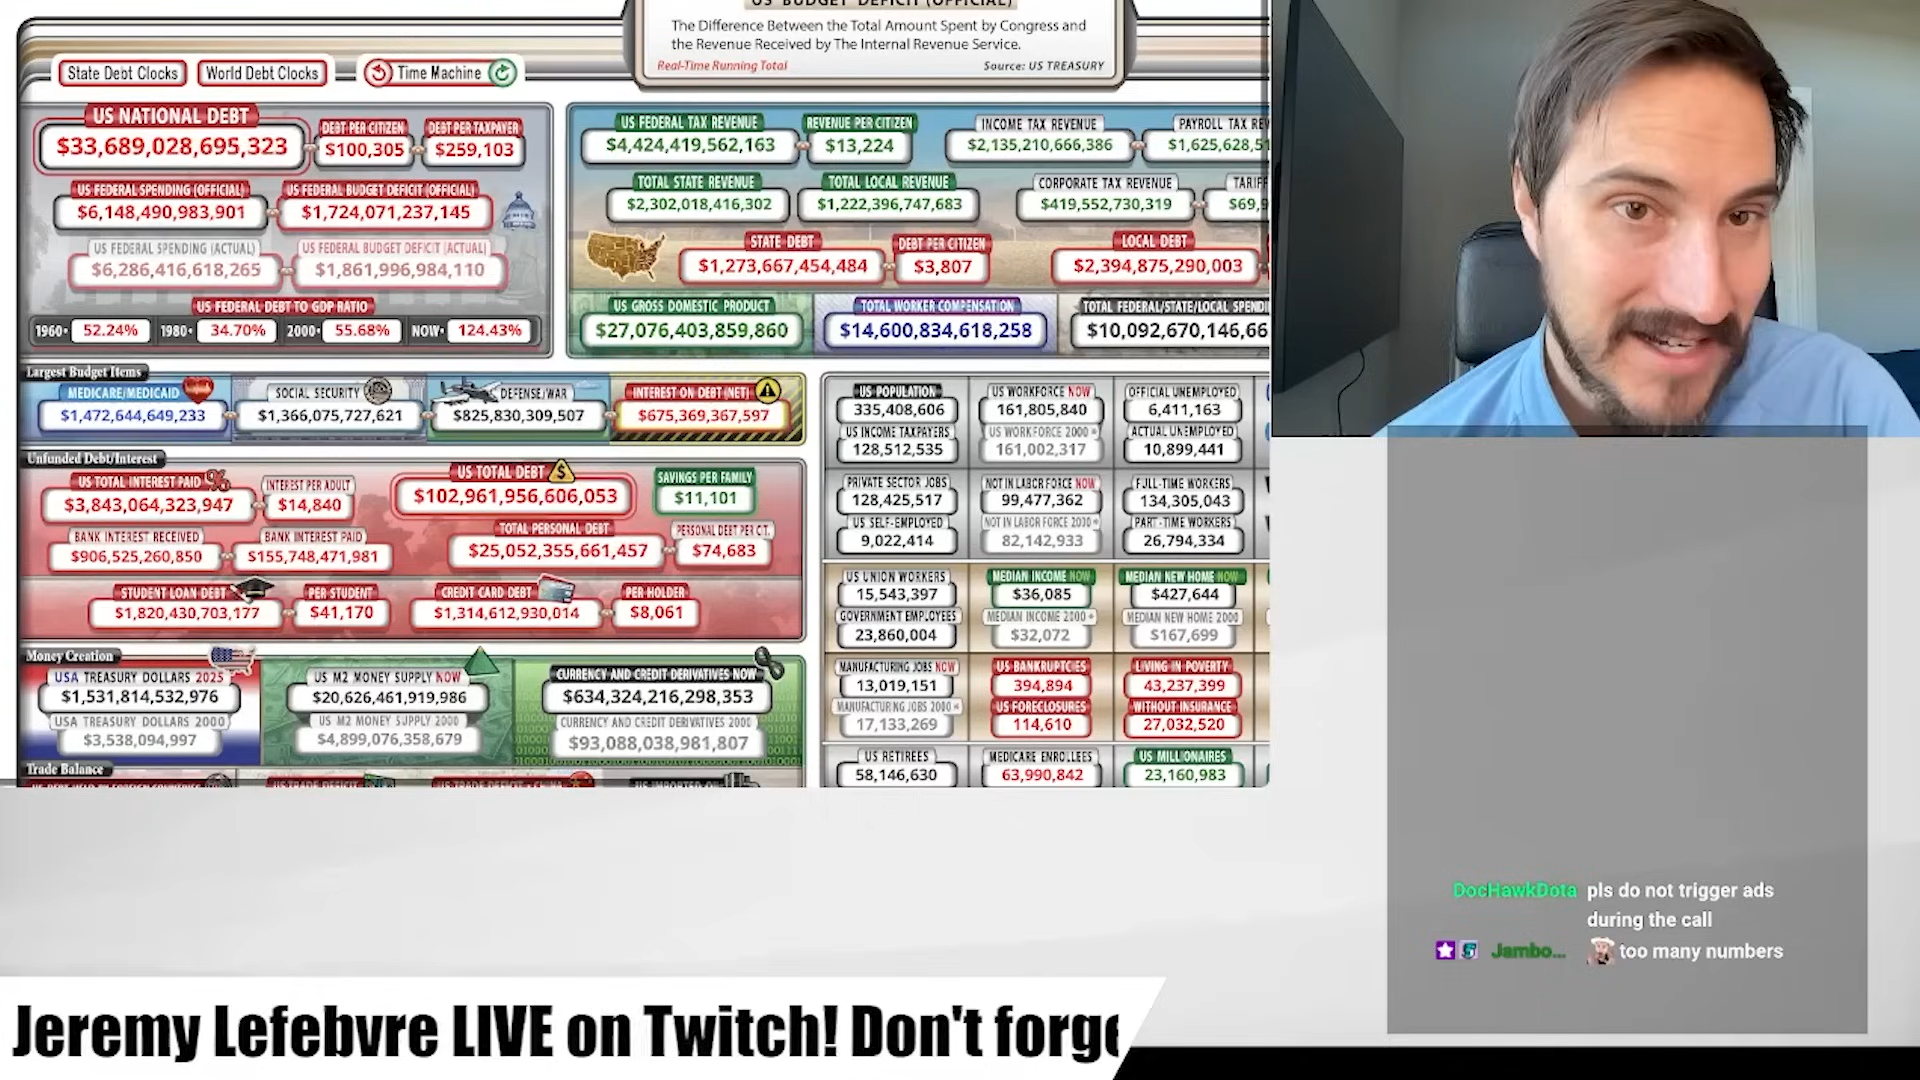 US BUDGET DEFICIT (OFFICIAL)
The Difference Between the Total Amount Spent by Congress and
the Revenue Received by The Internal Revenue Service.
Real-Time Running Total Source: US TREASURY
State Debt Clocks World Debt Clocks Time Machine
US NATIONAL DEBT
$33,689,028,695,323
DEBT PER CITIZEN
$100,305
DEBT PER TAXPAYER
$259,103
US FEDERAL SPENDING (OFFICIAL)
$6,148,490,983,901
US FEDERAL BUDGET DEFICIT (OFFICIAL)
$1,724,071,237,145
US FEDERAL SPENDING (ACTUAL)
$6,286,416,618,265
US FEDERAL BUDGET DEFICIT (ACTUAL)
$1,861,996,984,110
US FEDERAL DEBT TO GDP RATIO
1960• 52.24% 1980• 34.70% 2000• 55.68% NOW• 124.43%
US FEDERAL TAX REVENUE
$4,424,419,562,163
REVENUE PER CITIZEN
$13,224
INCOME TAX REVENUE
$2,135,210,666,386
PAYROLL TAX REV
$1,625,628,51
TOTAL STATE REVENUE
$2,302,018,416,302
TOTAL LOCAL REVENUE
$1,222,396,747,683
CORPORATE TAX REVENUE
$419,552,730,319
TARIFF
$69,9
STATE DEBT
$1,273,667,454,484
DEBT PER CITIZEN
$3,807
LOCAL DEBT
$2,394,875,290,003
US GROSS DOMESTIC PRODUCT
$27,076,403,859,860
TOTAL WORKER COMPENSATION
$14,600,834,618,258
TOTAL FEDERAL/STATE/LOCAL SPENDI
$10,092,670,146,66
Largest Budget Items
MEDICARE/MEDICAID
$1,472,644,649,233
SOCIAL SECURITY
$1,366,075,727,621
DEFENSE/WAR
$825,830,309,507
INTEREST ON DEBT (NET)
$675,369,367,597
Unfunded Debt/Interest
US TOTAL INTEREST PAID
$3,843,064,323,947
INTEREST PER ADULT
$14,840
US TOTAL DEBT
$102,961,956,606,053
SAVINGS PER FAMILY
$11,101
BANK INTEREST RECEIVED
$906,525,260,850
BANK INTEREST PAID
$155,748,471,981
TOTAL PERSONAL DEBT
$25,052,355,661,457
PERSONAL DEBT PER CIT.
$74,683
STUDENT LOAN DEBT
$1,820,430,703,177
PER STUDENT
$41,170
CREDIT CARD DEBT
$1,314,612,930,014
PER HOLDER
$8,061
Money Creation
USA TREASURY DOLLARS 2025
$1,531,814,532,976
USA TREASURY DOLLARS 2000
$3,538,094,997
US M2 MONEY SUPPLY NOW
$20,626,461,919,986
US M2 MONEY SUPPLY 2000
$4,899,076,358,679
CURRENCY AND CREDIT DERIVATIVES NOW
$634,324,216,298,353
CURRENCY AND CREDIT DERIVATIVES 2000
$93,088,038,981,807
Trade Balance
US POPULATION
335,408,606
US INCOME TAXPAYERS
128,512,535
US WORKFORCE NOW
161,805,840
US WORKFORCE 2000
161,002,317
OFFICIAL UNEMPLOYED
6,411,163
ACTUAL UNEMPLOYED
10,899,441
PRIVATE SECTOR JOBS
128,425,517
US SELF-EMPLOYED
9,022,414
NOT IN LABOR FORCE NOW
99,477,362
NOT IN LABOR FORCE 2000
82,142,933
FULL-TIME WORKERS
134,305,043
PART-TIME WORKERS
26,794,334
US UNION WORKERS
15,543,397
GOVERNMENT EMPLOYEES
23,860,004
MEDIAN INCOME NOW
$36,085
MEDIAN INCOME 2000
$32,072
MEDIAN NEW HOME NOW
$427,644
MEDIAN NEW HOME 2000
$167,699
MANUFACTURING JOBS NOW
13,019,151
MANUFACTURING JOBS 2000
17,133,269
US BANKRUPTCIES
394,894
US FORECLOSURES
114,610
LIVING IN POVERTY
43,237,399
WITHOUT INSURANCE
27,032,520
US RETIREES
58,146,630
MEDICARE ENROLLEES
63,990,842
US MILLIONAIRES
23,160,983
DocHawkDota pls do not trigger ads
during the call
Jambo... too many numbers
Jeremy Lefebvre LIVE on Twitch! Don't forge